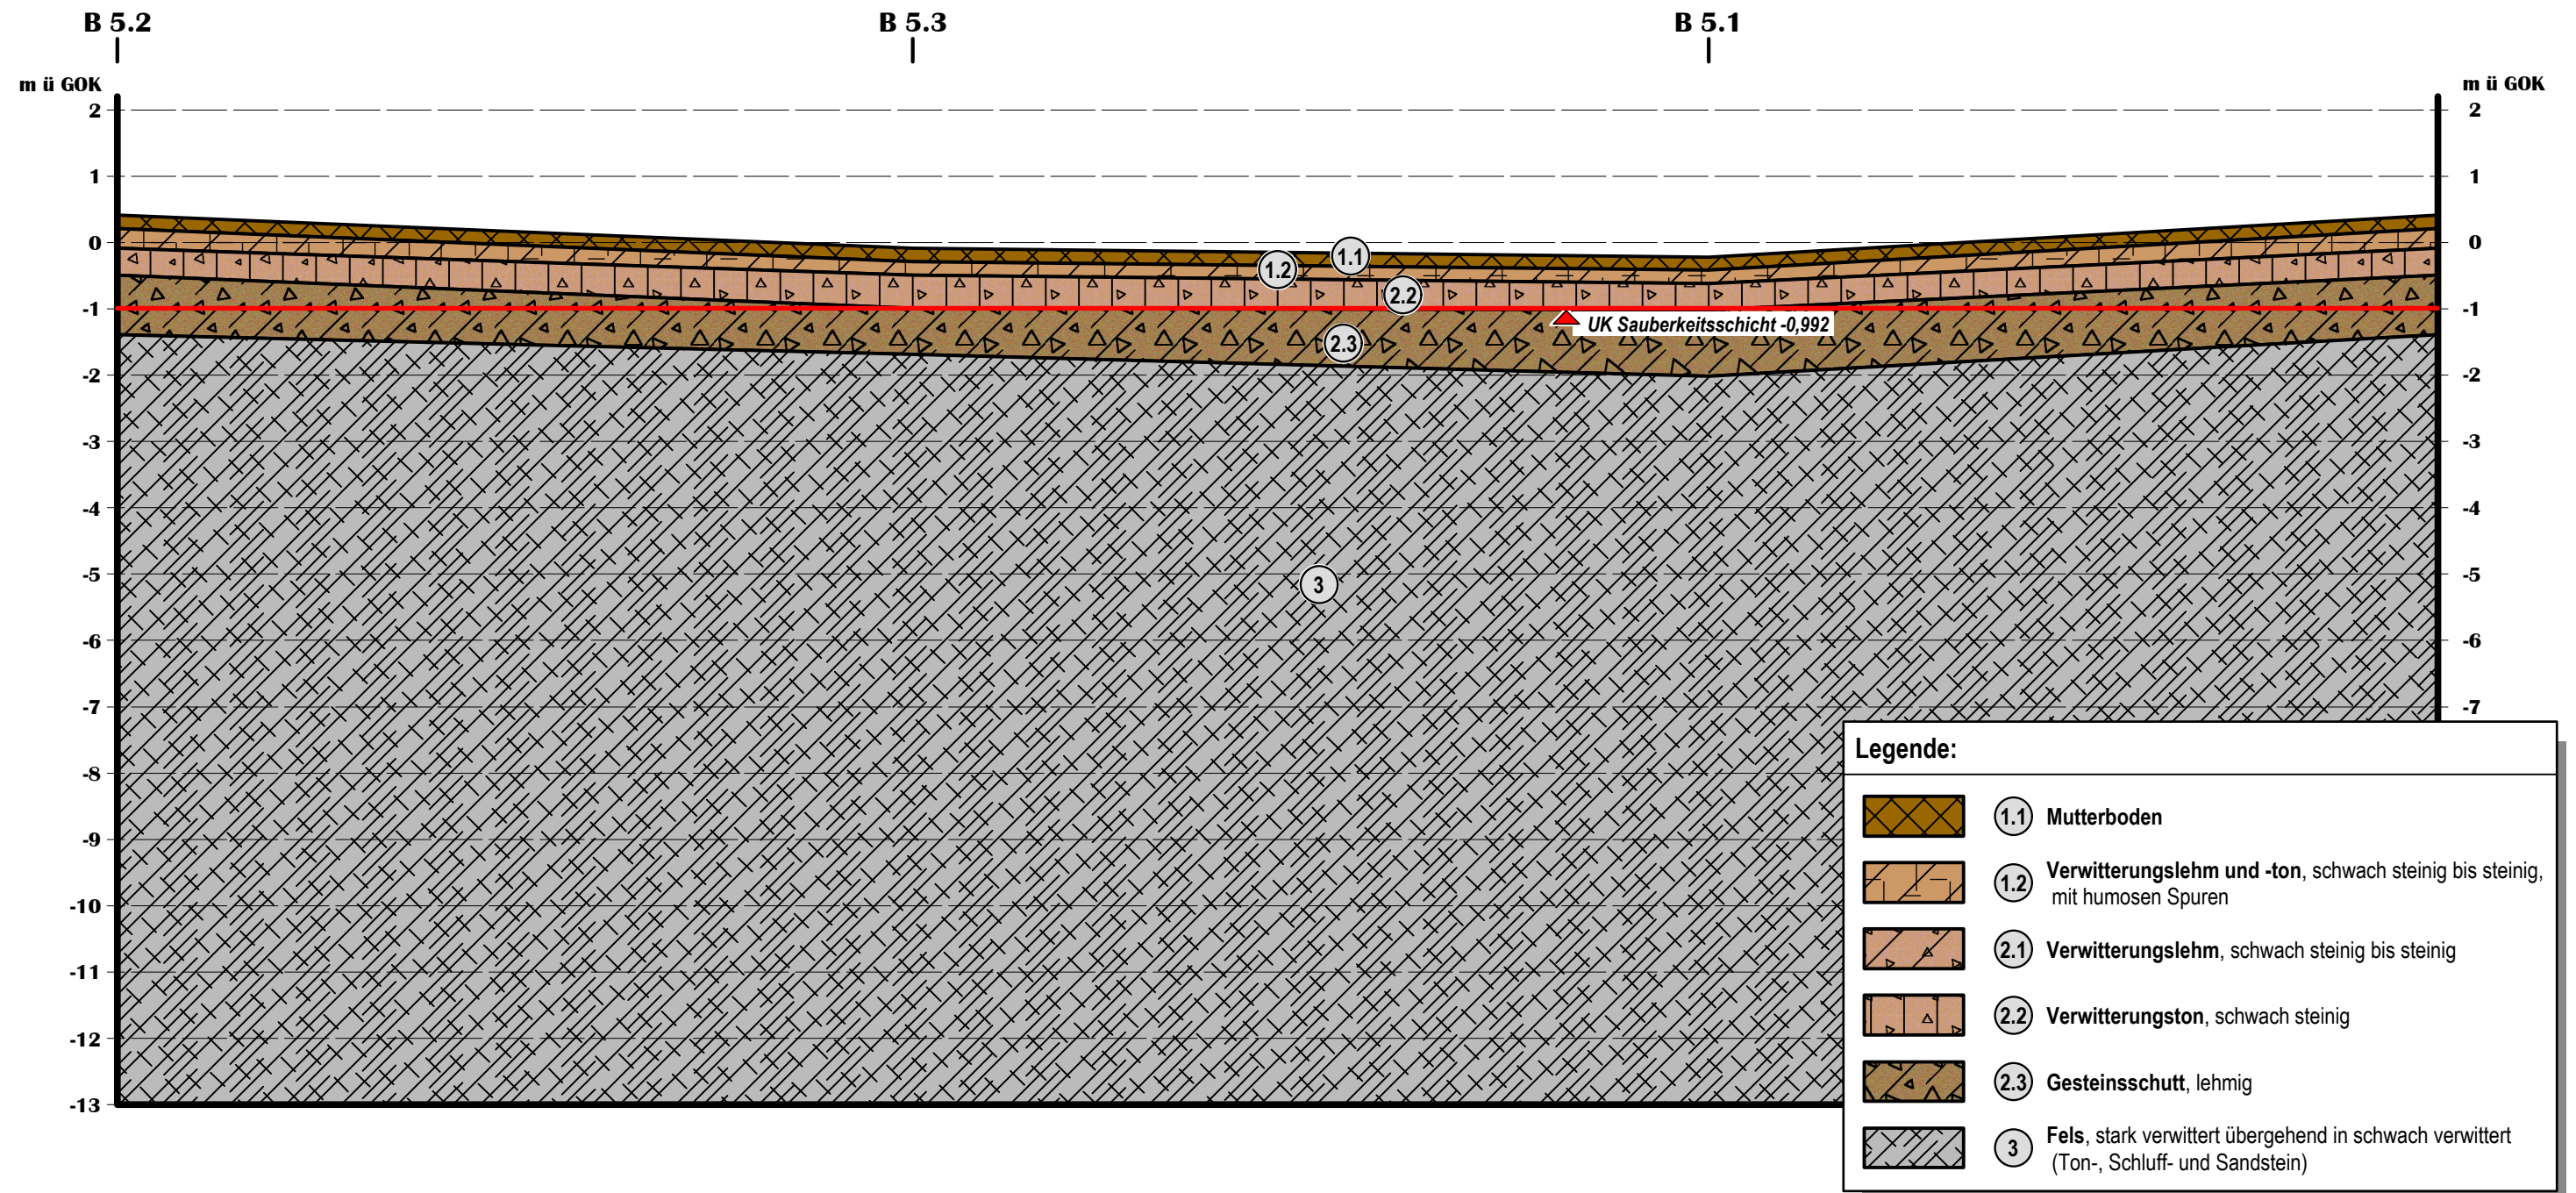 B 5.2 B 5.3 B 5.1
m ü GOK m ü GOK
2 2
1 1
0 0
1.1
1.2
2.2
-1 -1
UK Sauberkeitsschicht -0,992
2.3
-2 -2
-3 -3
-4 -4
-5 -5
3
-6 -6
-7 -7
-8
-9
-10
-11
-12
-13
Legende:
1.1 Mutterboden
1.2 Verwitterungslehm und -ton, schwach steinig bis steinig,
mit humosen Spuren
2.1 Verwitterungslehm, schwach steinig bis steinig
2.2 Verwitterungston, schwach steinig
2.3 Gesteinsschutt, lehmig
3 Fels, stark verwittert übergehend in schwach verwittert
(Ton-, Schluff- und Sandstein)